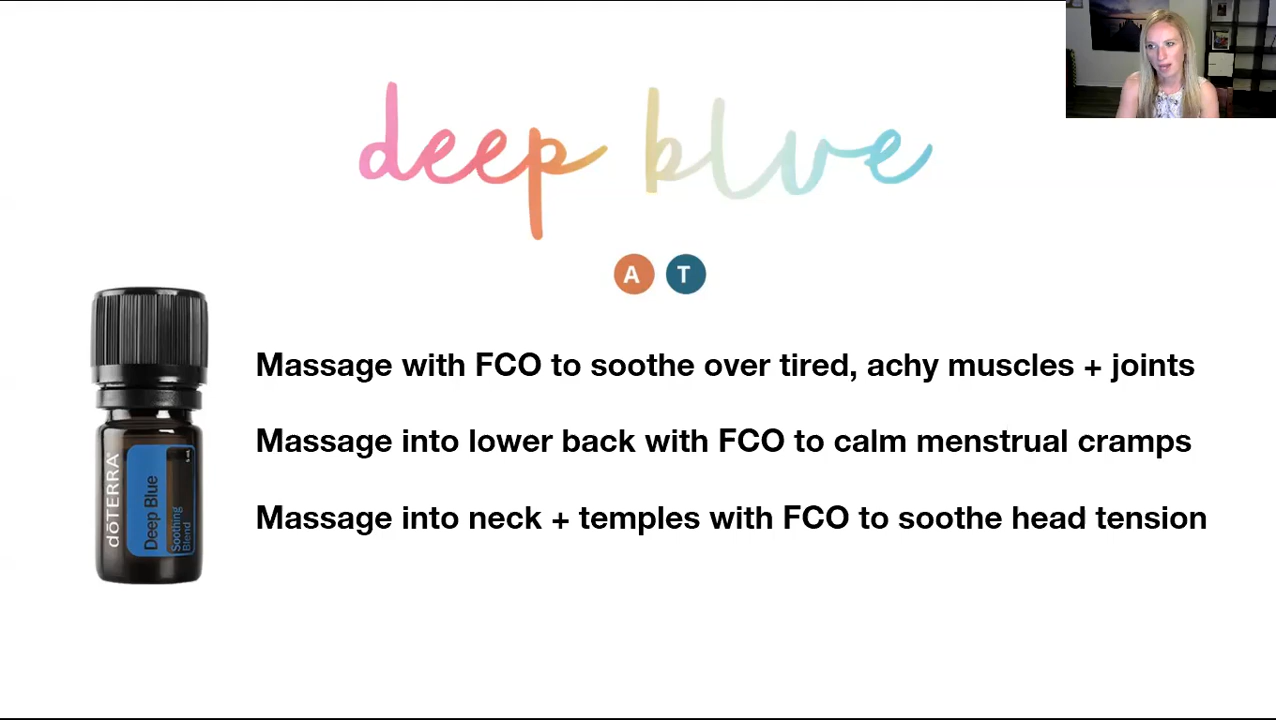 deep blue
A T
Massage with FCO to soothe over tired, achy muscles + joints
Massage into lower back with FCO to calm menstrual cramps
Massage into neck + temples with FCO to soothe head tension
dōTERRA
Deep Blue
Soothing
Blend